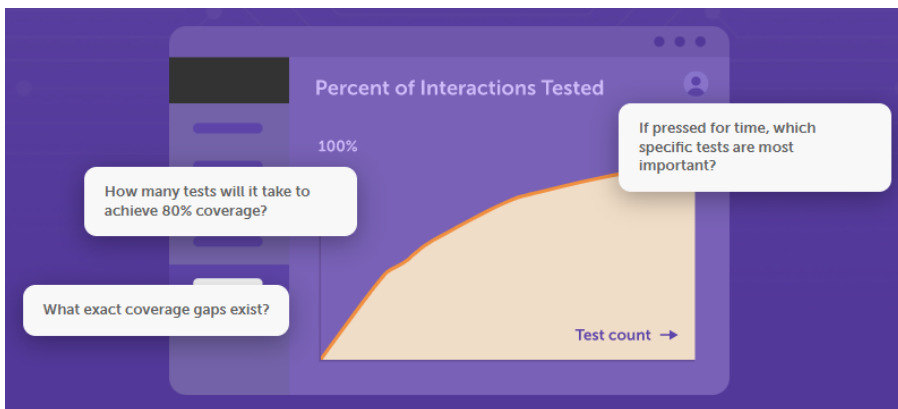 Percent of Interactions Tested
100%
If pressed for time, which
specific tests are most
important?
How many tests will it take to
achieve 80% coverage?
What exact coverage gaps exist?
Test count →